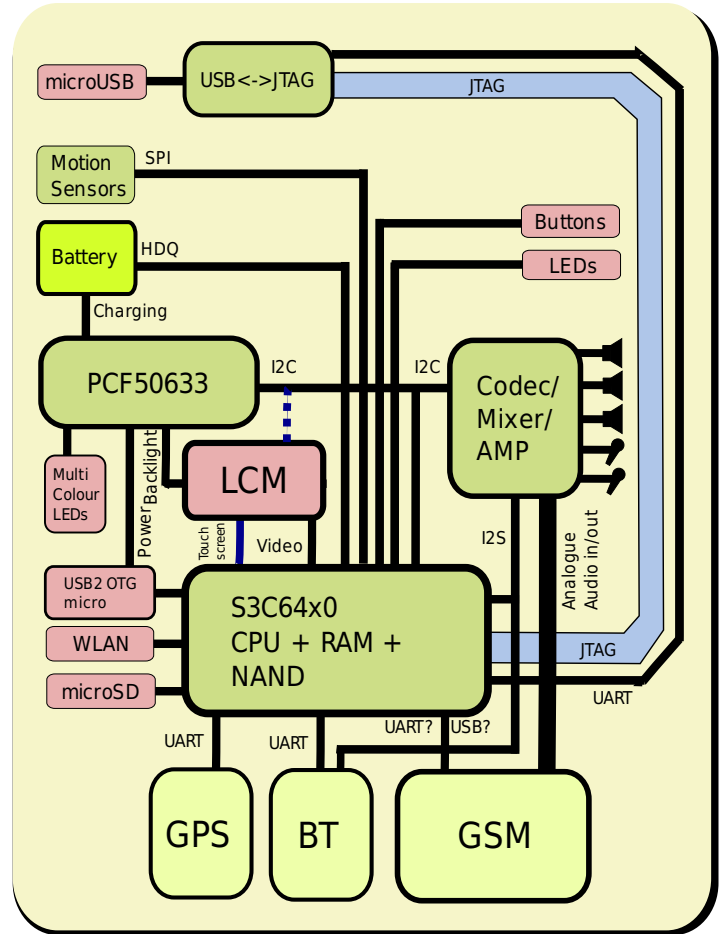 microUSB
USB<->JTAG
JTAG
Motion
Sensors
SPI
Buttons
Battery
HDQ
LEDs
Charging
PCF50633
I2C
I2C
Codec/
Mixer/
AMP
Multi
Colour
LEDs
Power
Backlight
LCM
Touch
screen
Video
I2S
Analogue
Audio in/out
USB2 OTG
micro
WLAN
microSD
S3C64x0
CPU + RAM +
NAND
JTAG
UART
UART
UART
UART?
USB?
GPS
BT
GSM